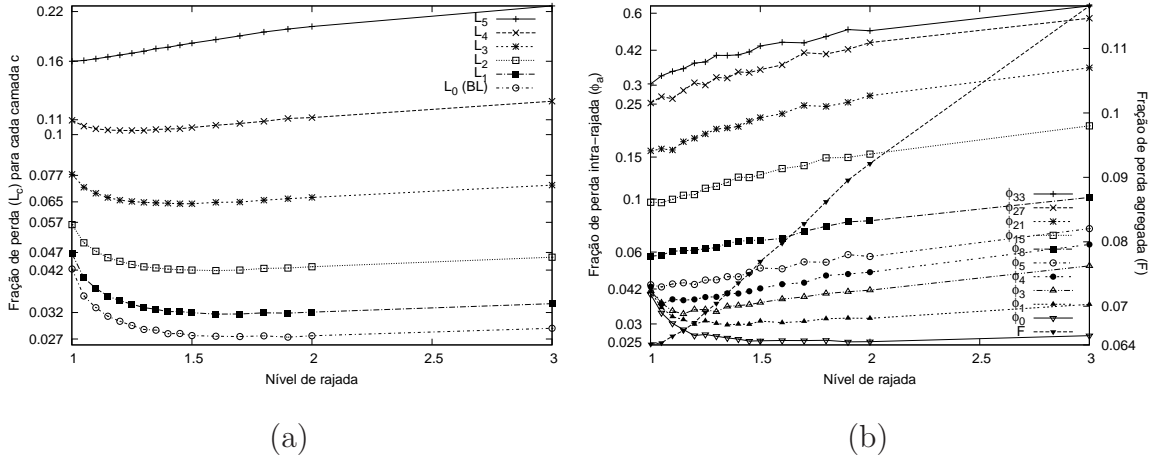 Fração de perda (Lc) para cada camada c
0.22
0.16
0.11
0.1
0.077
0.065
0.057
0.047
0.042
0.032
0.027
1
1.5
2
2.5
3
Nível de rajada
L5
L4
L3
L2
L1
L0 (BL)
(a)
Fração de perda intra-rajada (ϕa)
0.6
0.42
0.3
0.25
0.15
0.1
0.06
0.042
0.03
0.025
1
1.5
2
2.5
3
Nível de rajada
ϕ33
ϕ27
ϕ21
ϕ15
ϕ8
ϕ5
ϕ4
ϕ3
ϕ1
ϕ0
F
0.11
0.1
0.09
0.08
0.07
0.064
Fração de perda agregada (F)
(b)